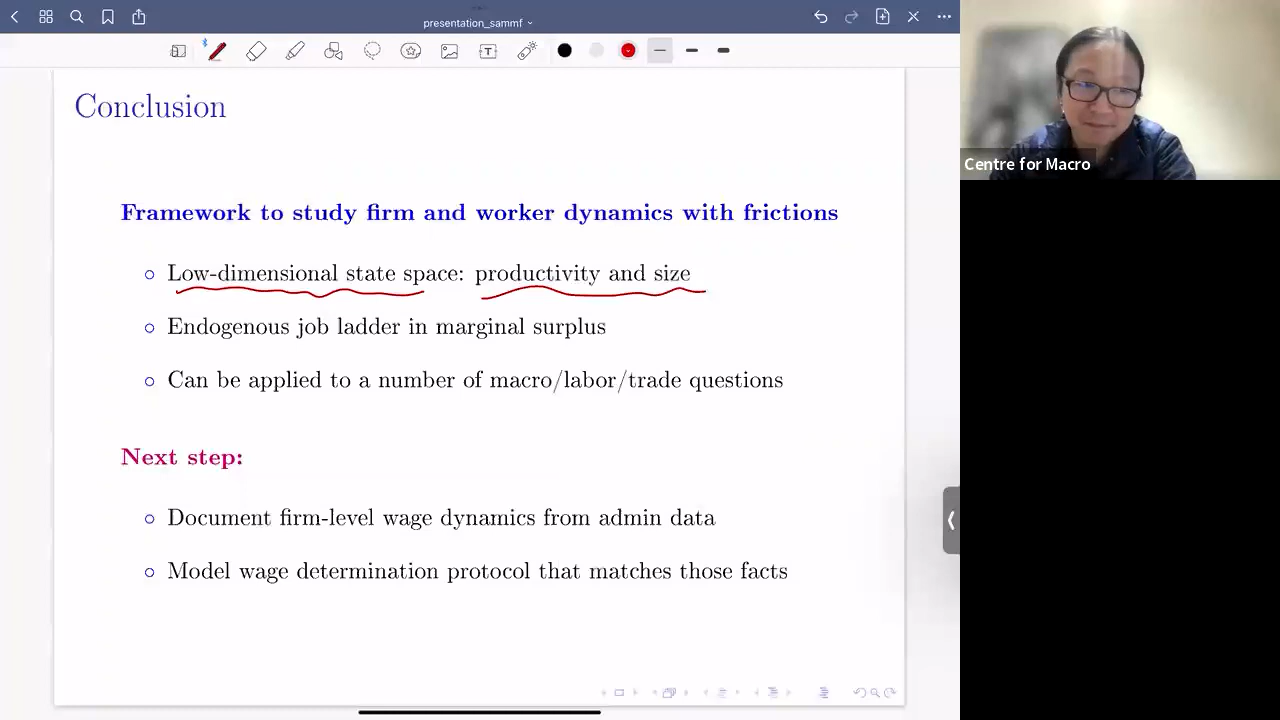 presentation_sammf
Conclusion
Centre for Macro
Framework to study firm and worker dynamics with frictions
Low-dimensional state space: productivity and size
Endogenous job ladder in marginal surplus
Can be applied to a number of macro/labor/trade questions
Next step:
Document firm-level wage dynamics from admin data
Model wage determination protocol that matches those facts